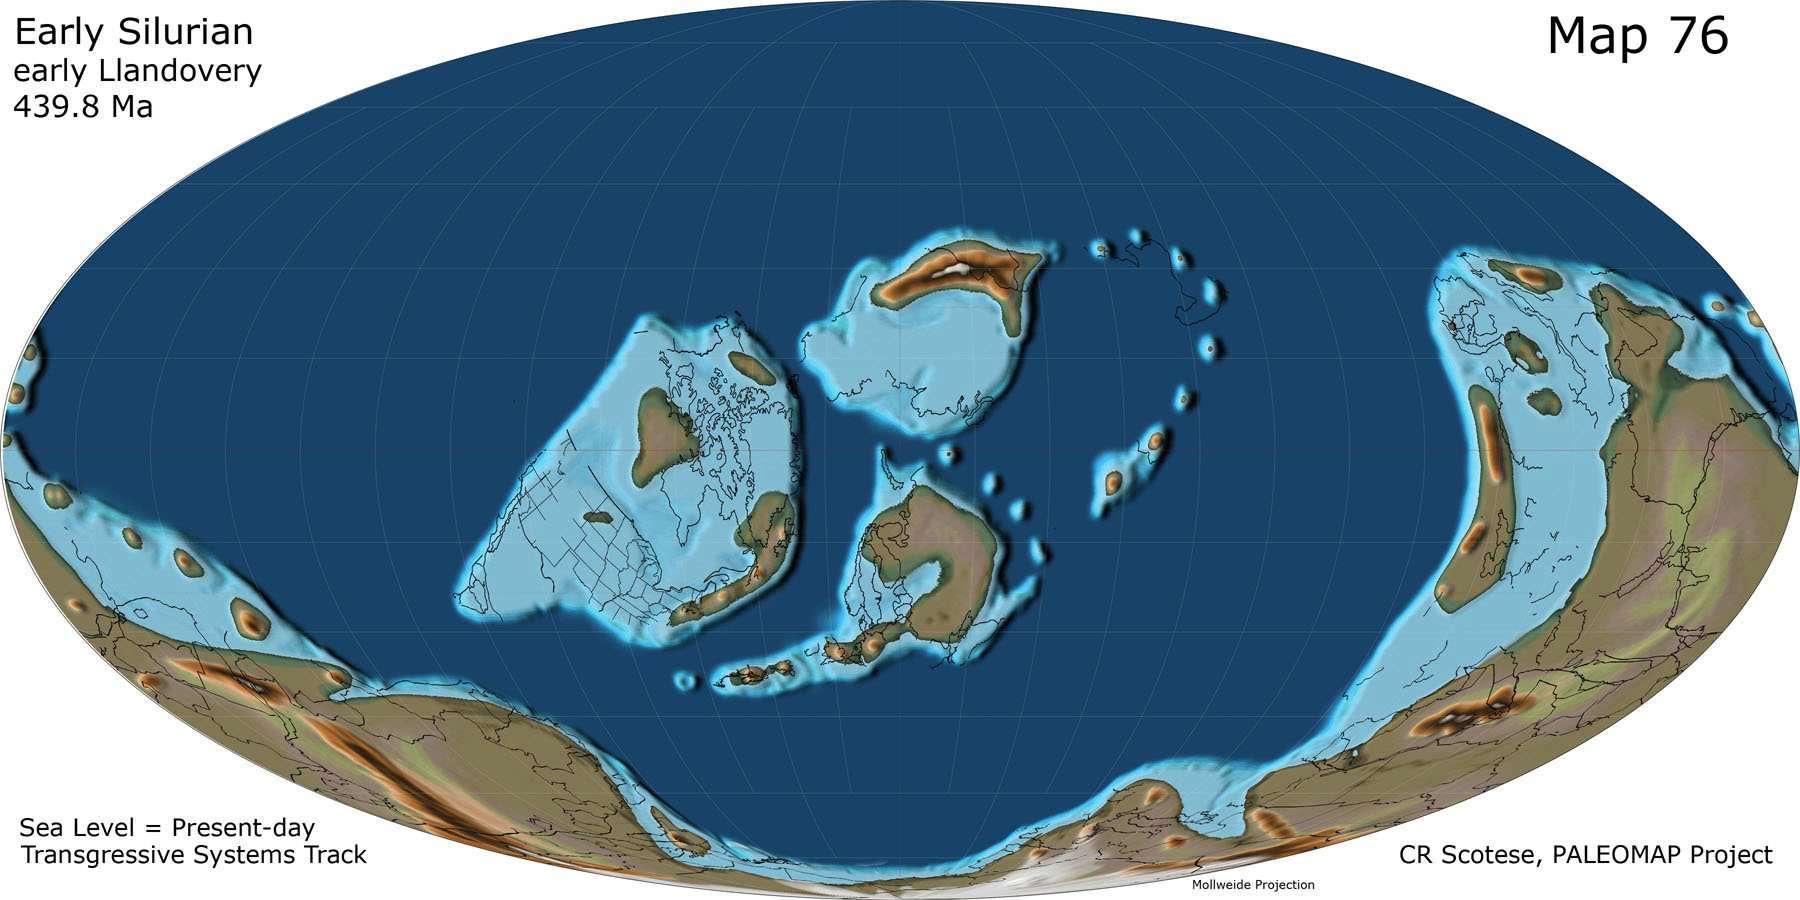 Early Silurian
early Llandovery
439.8 Ma
Map 76
Sea Level = Present-day
Transgressive Systems Track
CR Scotese, PALEOMAP Project
Mollweide Projection